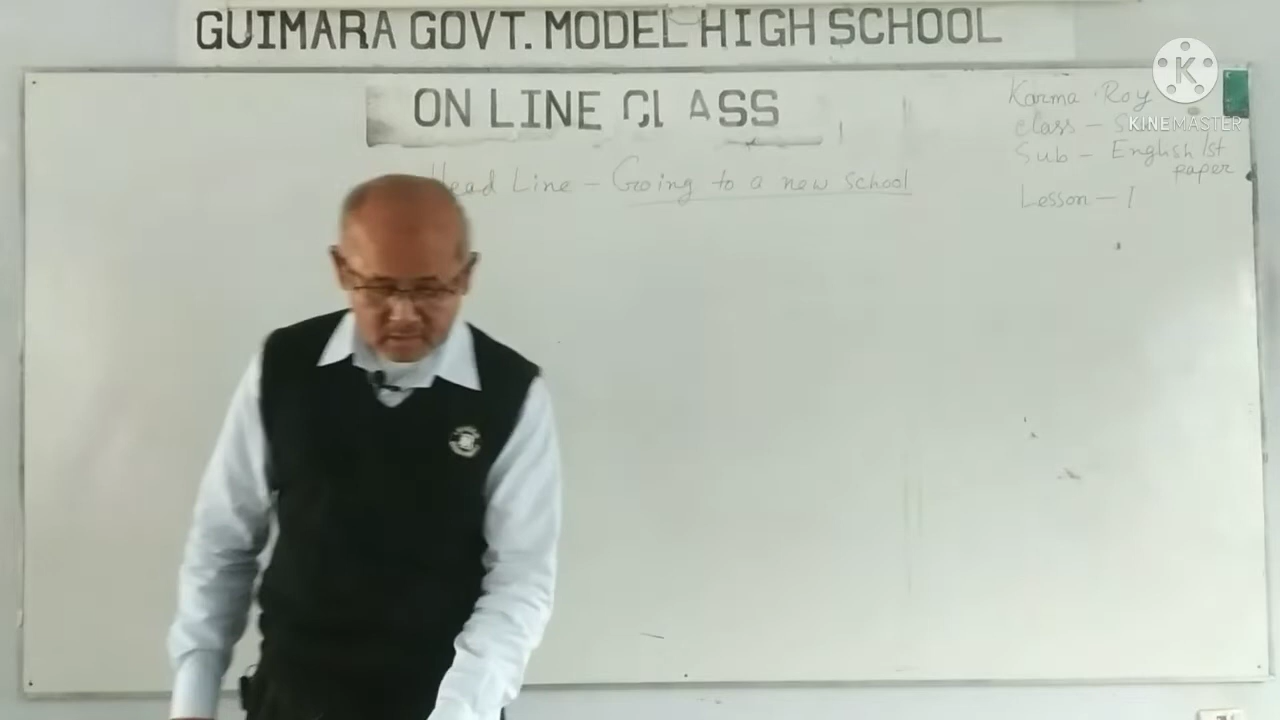 GUIMARA GOVT. MODEL HIGH SCHOOL
ON LINE CLASS
Head Line - Going to a new school
Karma Roy
class -
Sub - English 1st
paper
Lesson - 1
K
KINEMASTER